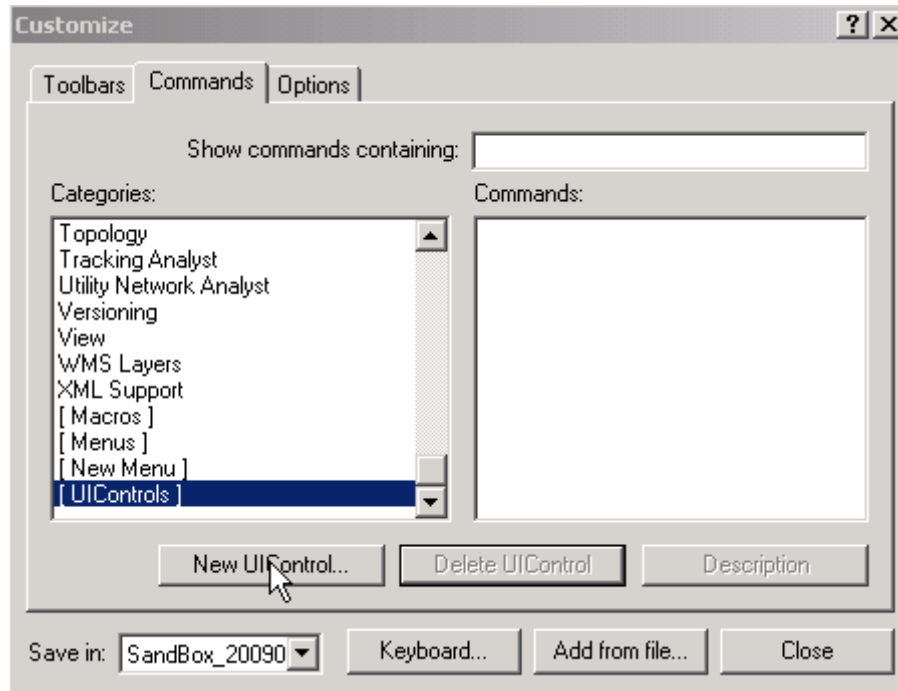 Customize
Toolbars Commands Options
Show commands containing:
Categories: Commands:
Topology
Tracking Analyst
Utility Network Analyst
Versioning
View
WMS Layers
XML Support
[ Macros ]
[ Menus ]
[ New Menu ]
[ UIControls ]
New UIControl... Delete UIControl Description
Save in: SandBox_20090 Keyboard... Add from file... Close